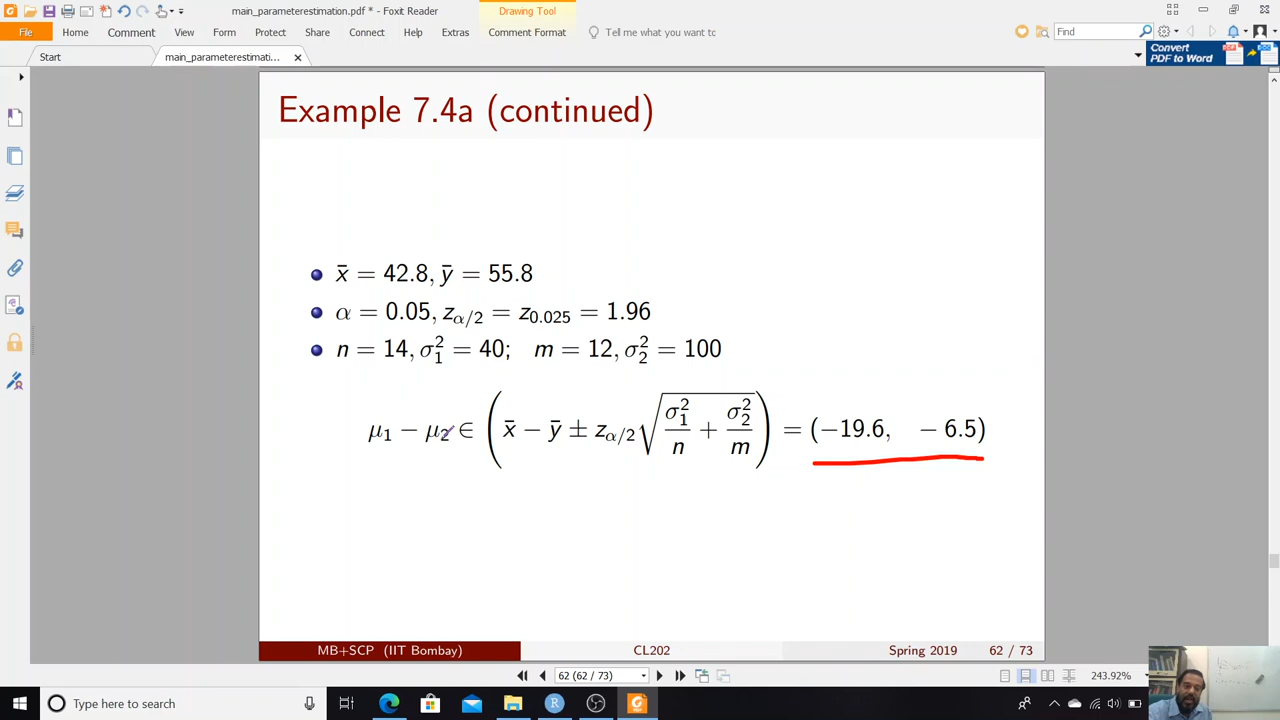 main_parameterestimation.pdf * - Foxit Reader
Drawing Tool
File Home Comment View Form Protect Share Connect Help Extras Comment Format Tell me what you want to Find
Start
main_parameterestimati...
Convert
PDF to Word
Example 7.4a (continued)
x̄ = 42.8, ȳ = 55.8
α = 0.05, z_{α/2} = z_{0.025} = 1.96
n = 14, σ₁² = 40; m = 12, σ₂² = 100
μ₁ − μ₂ ∈ (x̄ − ȳ ± z_{α/2} √(σ₁²/n + σ₂²/m)) = (−19.6, −6.5)
MB+SCP (IIT Bombay) CL202 Spring 2019 62 / 73
62 (62 / 73) 243.92%
Type here to search